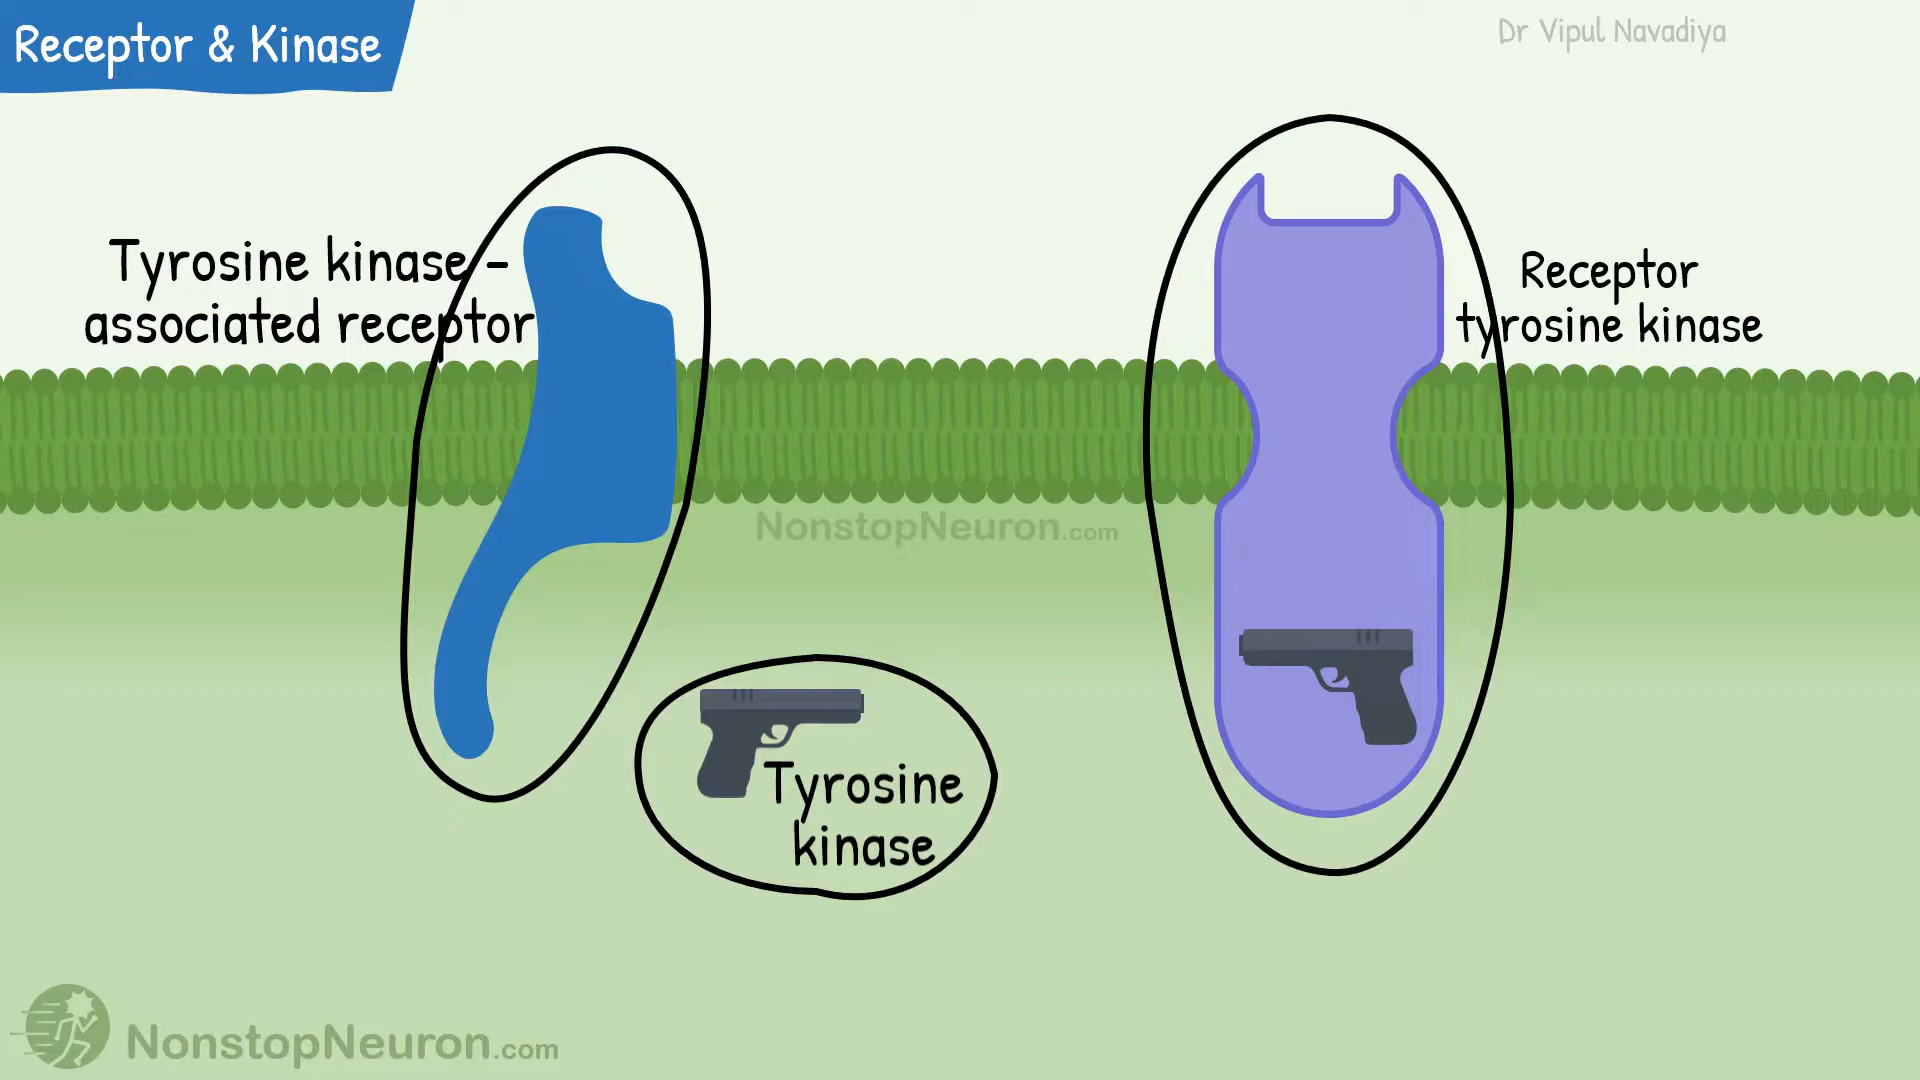 Receptor & Kinase
Dr Vipul Navadiya
Tyrosine kinase -
associated receptor
Receptor
tyrosine kinase
NonstopNeuron.com
Tyrosine
kinase
NonstopNeuron.com